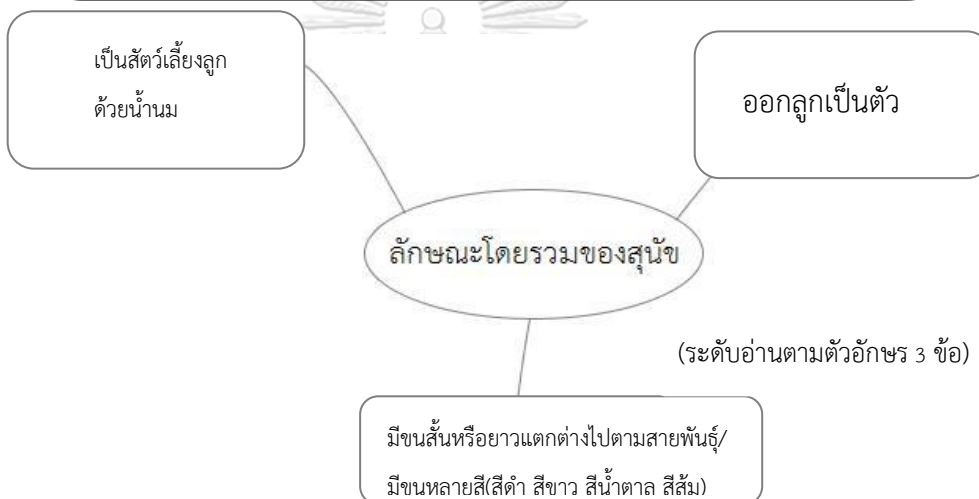 เป็นสัตว์เลี้ยงลูก
ด้วยน้ำนม
ออกลูกเป็นตัว
ลักษณะโดยรวมของสุนัข
(ระดับอ่านตามตัวอักษร 3 ข้อ)
มีขนสั้นหรือยาวแตกต่างไปตามสายพันธุ์/
มีขนหลายสี(สีดำ สีขาว สีน้ำตาล สีส้ม)